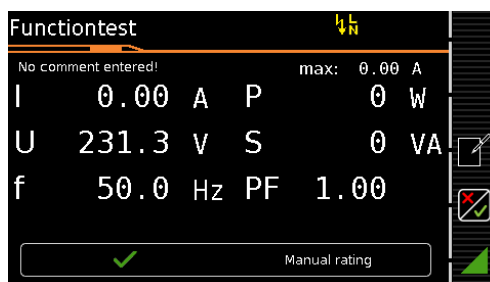 Functiontest
N
No comment entered! max: 0.00 A
I 0.00 A P 0 W
U 231.3 V S 0 VA
f 50.0 Hz PF 1.00
Manual rating